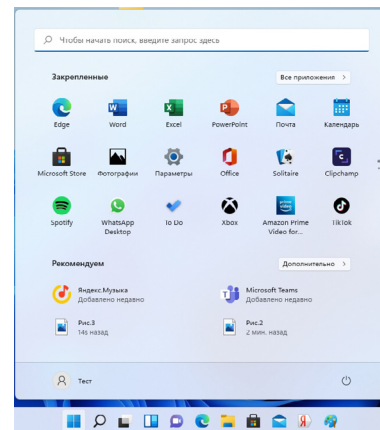 Чтобы начать поиск, введите запрос здесь
Закрепленные
Все приложения >
Edge
Word
Excel
PowerPoint
Почта
Календарь
Microsoft Store
Фотографии
Параметры
Office
Solitaire
Clipchamp
Spotify
WhatsApp Desktop
To Do
Xbox
Amazon Prime Video for...
TikTok
Рекомендуем
Дополнительно >
Яндекс.Музыка
Добавлено недавно
Microsoft Teams
Добавлено недавно
Рис.3
14s назад
Рис.2
2 мин. назад
Тест